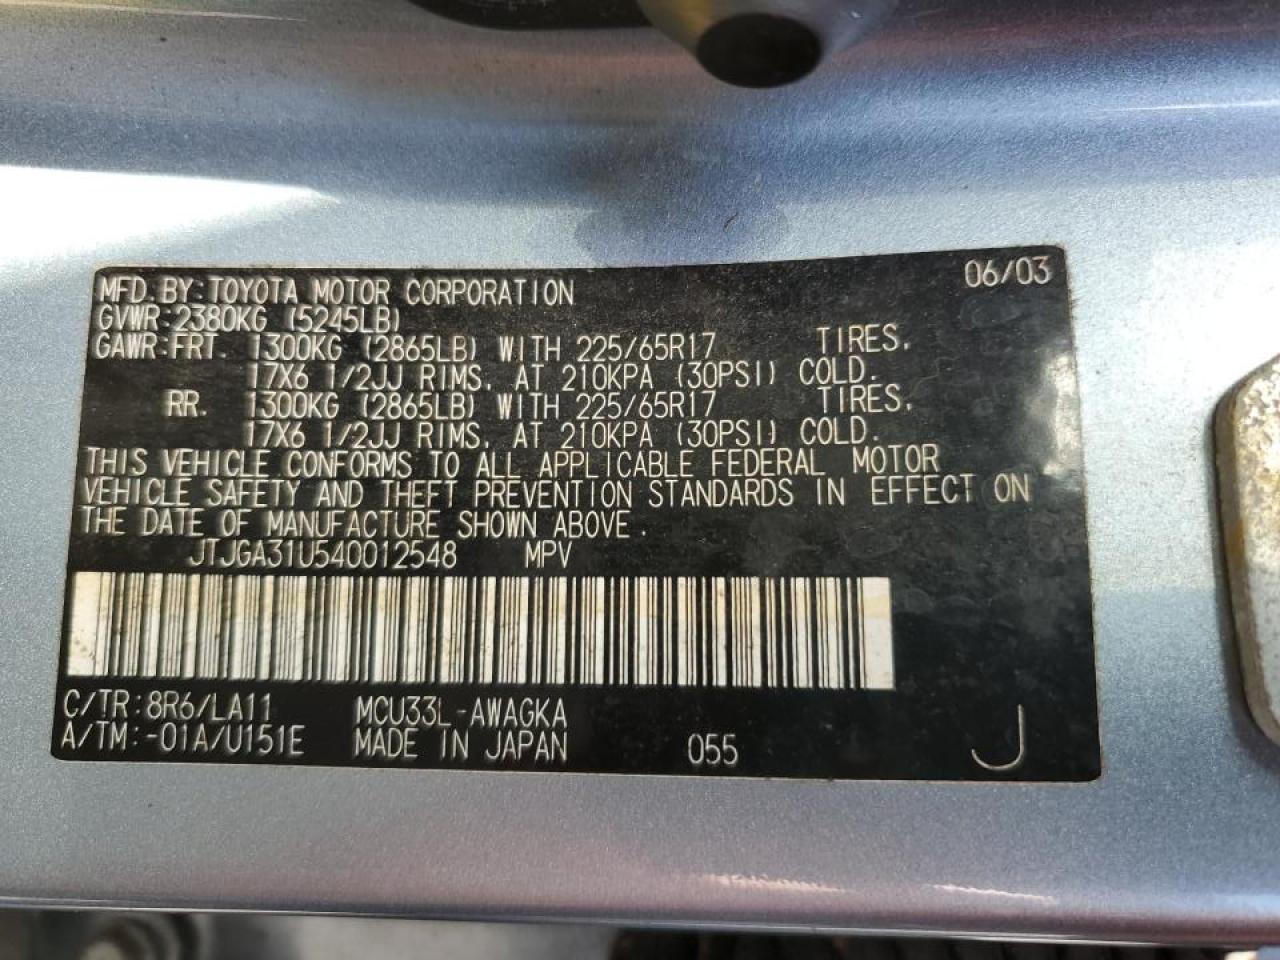 06/03
MFD. BY: TOYOTA MOTOR CORPORATION
GVWR: 2380KG (5245LB)
GAWR: FRT. 1300KG (2865LB) WITH 225/65R17 TIRES,
17X6 1/2JJ RIMS, AT 210KPA (30PSI) COLD.
RR. 1300KG (2865LB) WITH 225/65R17 TIRES,
17X6 1/2JJ RIMS, AT 210KPA (30PSI) COLD.
THIS VEHICLE CONFORMS TO ALL APPLICABLE FEDERAL MOTOR
VEHICLE SAFETY AND THEFT PREVENTION STANDARDS IN EFFECT ON
THE DATE OF MANUFACTURE SHOWN ABOVE.
JTJGA31U540012548 MPV
C/TR: 8R6/LA11 MCU33L-AWAGKA
A/TM: -01A/U151E MADE IN JAPAN 055 J